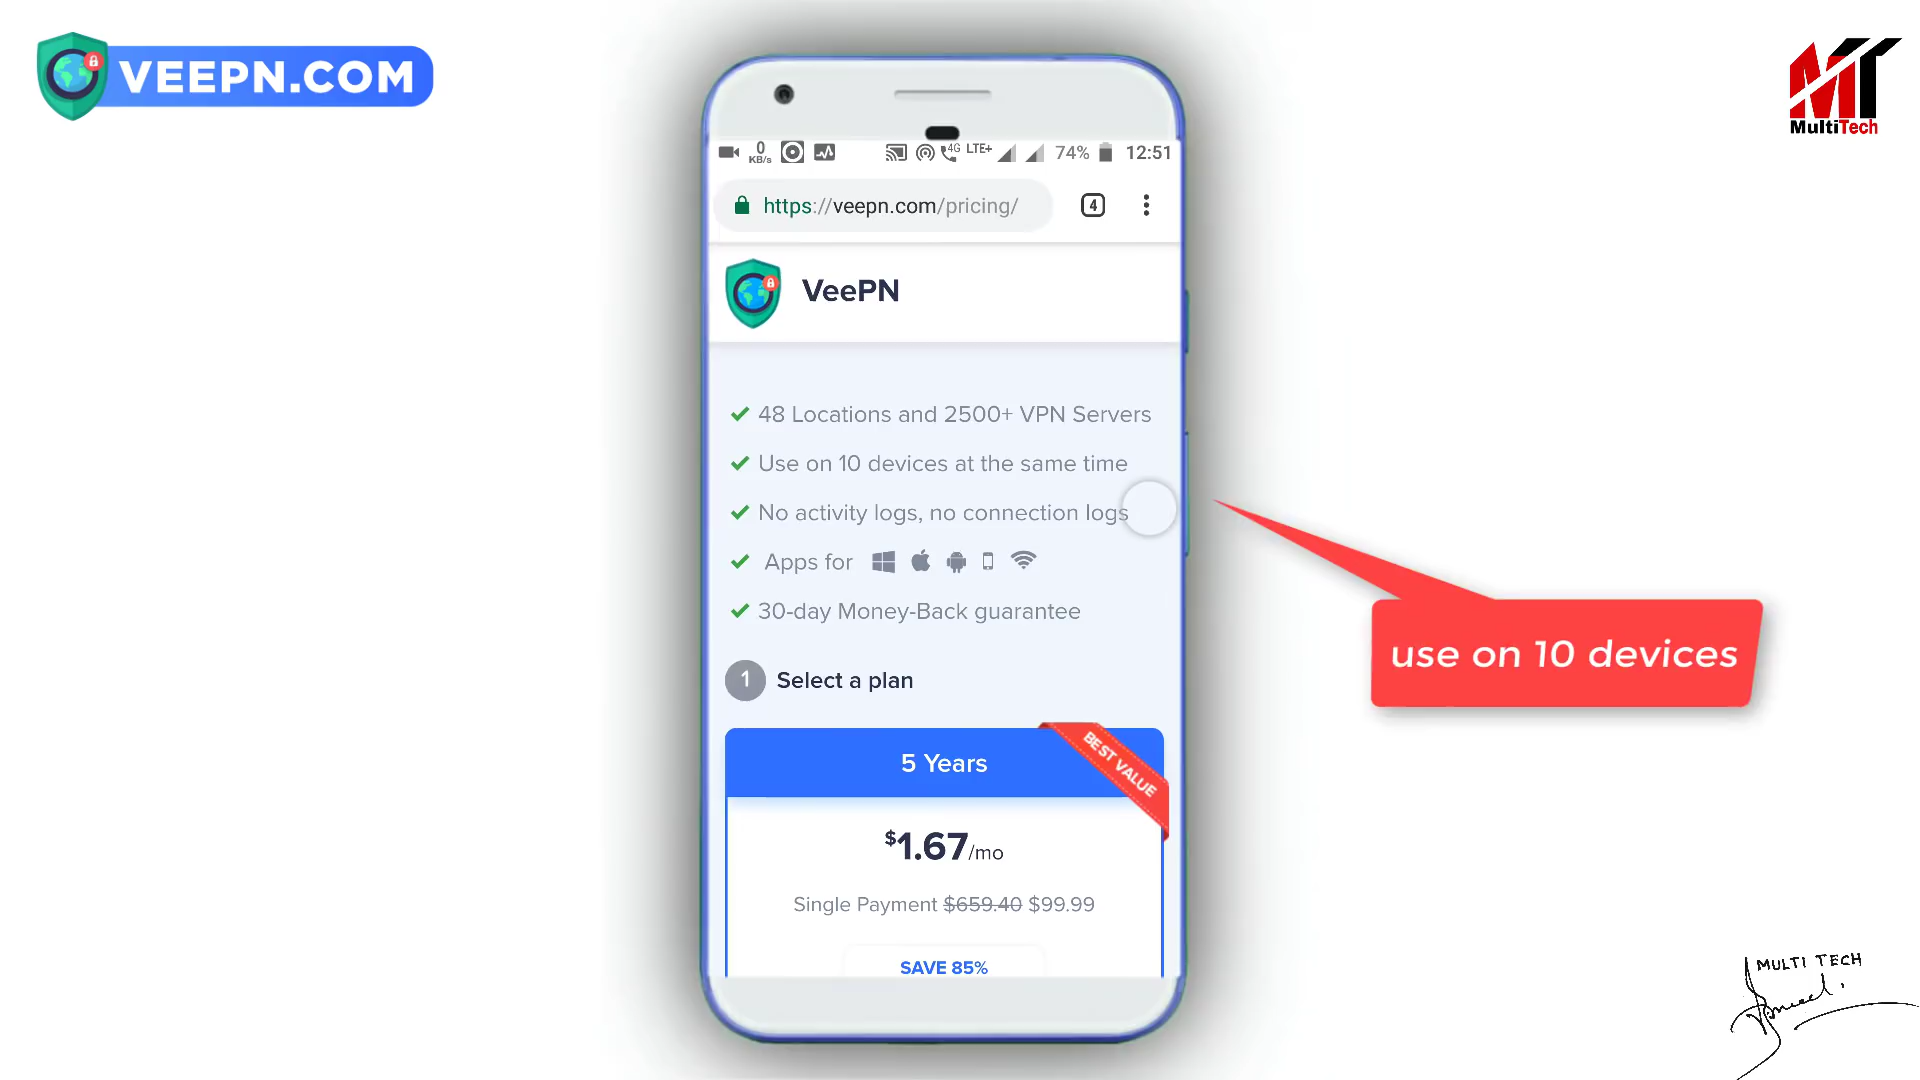 VEEPN.COM
MT
MultiTech
0
KB/s
4G LTE+ 74% 12:51
https://veepn.com/pricing/
4
VeePN
48 Locations and 2500+ VPN Servers
Use on 10 devices at the same time
No activity logs, no connection logs
Apps for
30-day Money-Back guarantee
1 Select a plan
5 Years
BEST VALUE
$1.67/mo
Single Payment $659.40 $99.99
SAVE 85%
use on 10 devices
MULTI TECH